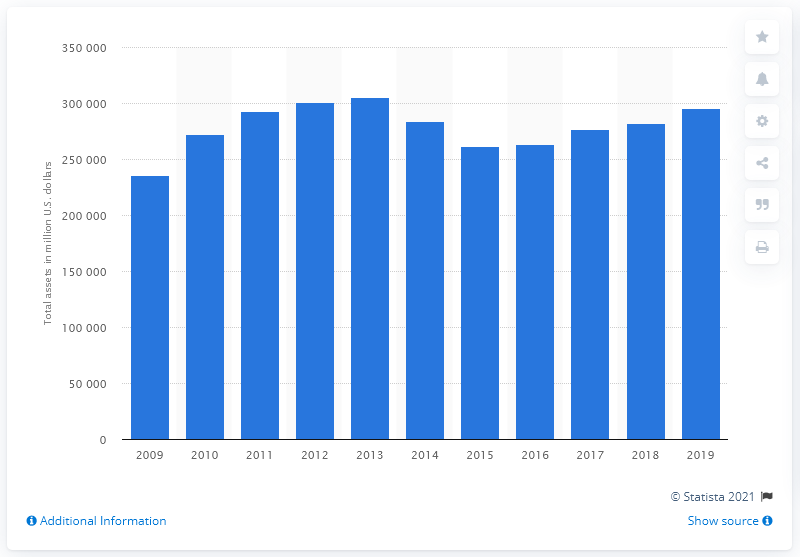 350 000
300 000
250 000
200 000
150 000
100 000
50 000
0
Total assets in million U.S. dollars
2009 2010 2011 2012 2013 2014 2015 2016 2017 2018 2019
© Statista 2021
Additional Information Show source